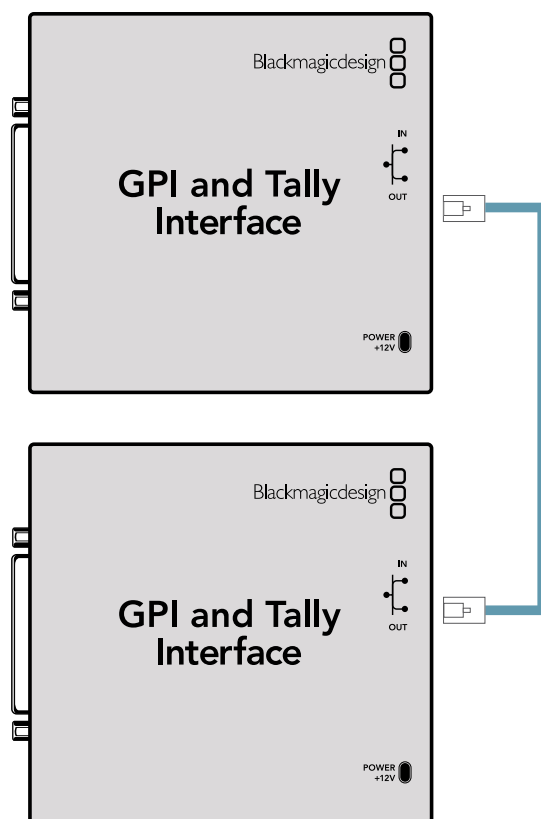 Blackmagicdesign
IN
GPI and Tally
Interface
OUT
POWER
+12V
Blackmagicdesign
IN
GPI and Tally
Interface
OUT
POWER
+12V